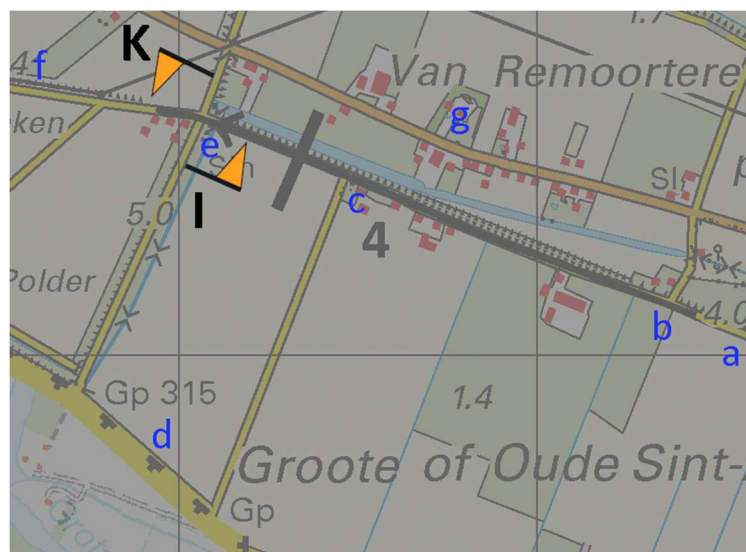 K
1.7
Van Remoortere
4
f
g
eken
e
Sl
5.0
I
c
4
Polder
b
4.0
a
Gp 315
1.4
d
Groote of Oude Sint-
Gp